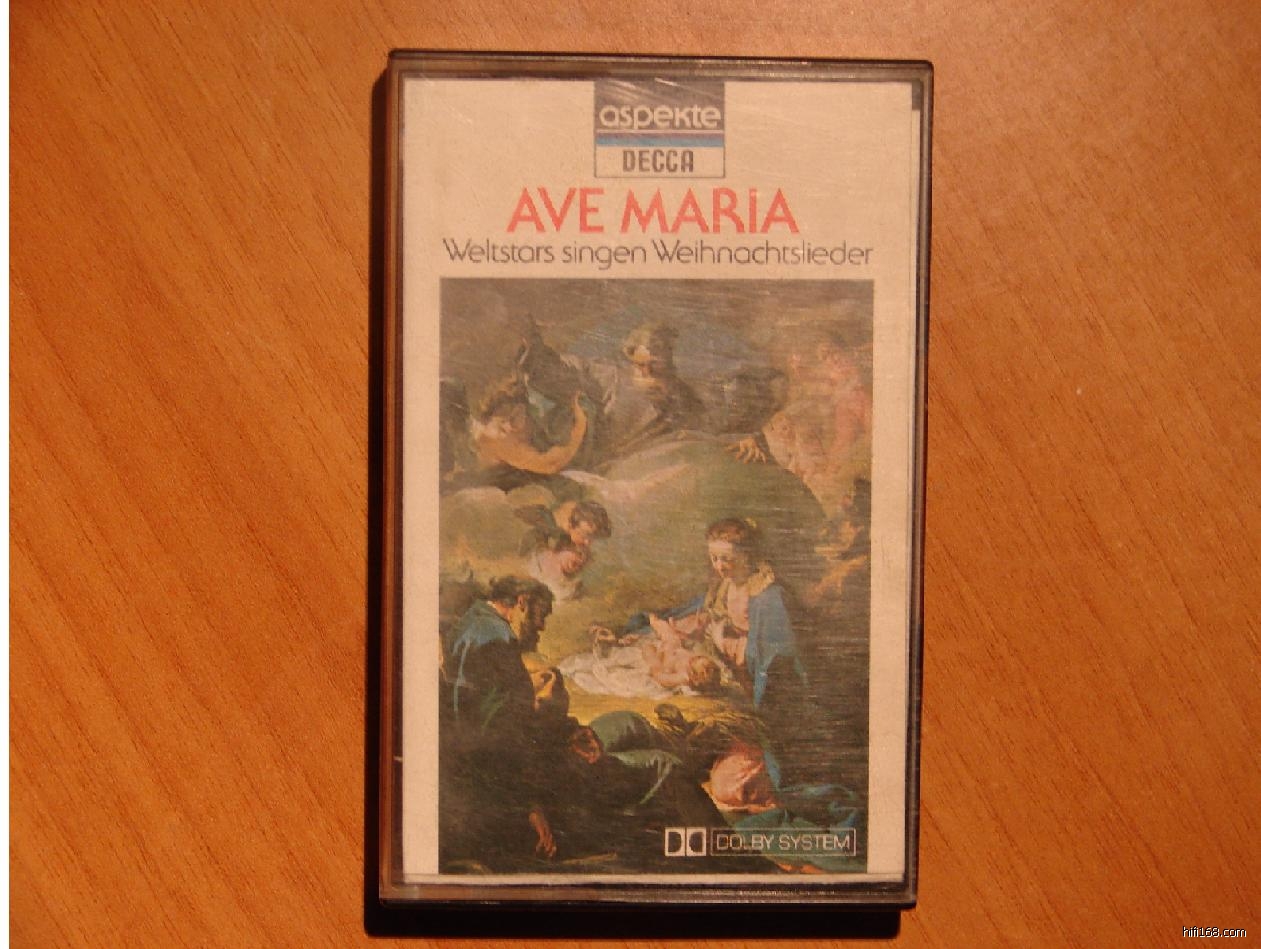 aspekte
DECCA
AVE MARIA
Weltstars singen Weihnachtslieder
DOLBY SYSTEM
hifi168.com